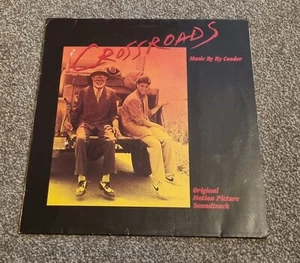 CROSSROADS
Music By Ry Cooder
Original
Motion Picture
Soundtrack